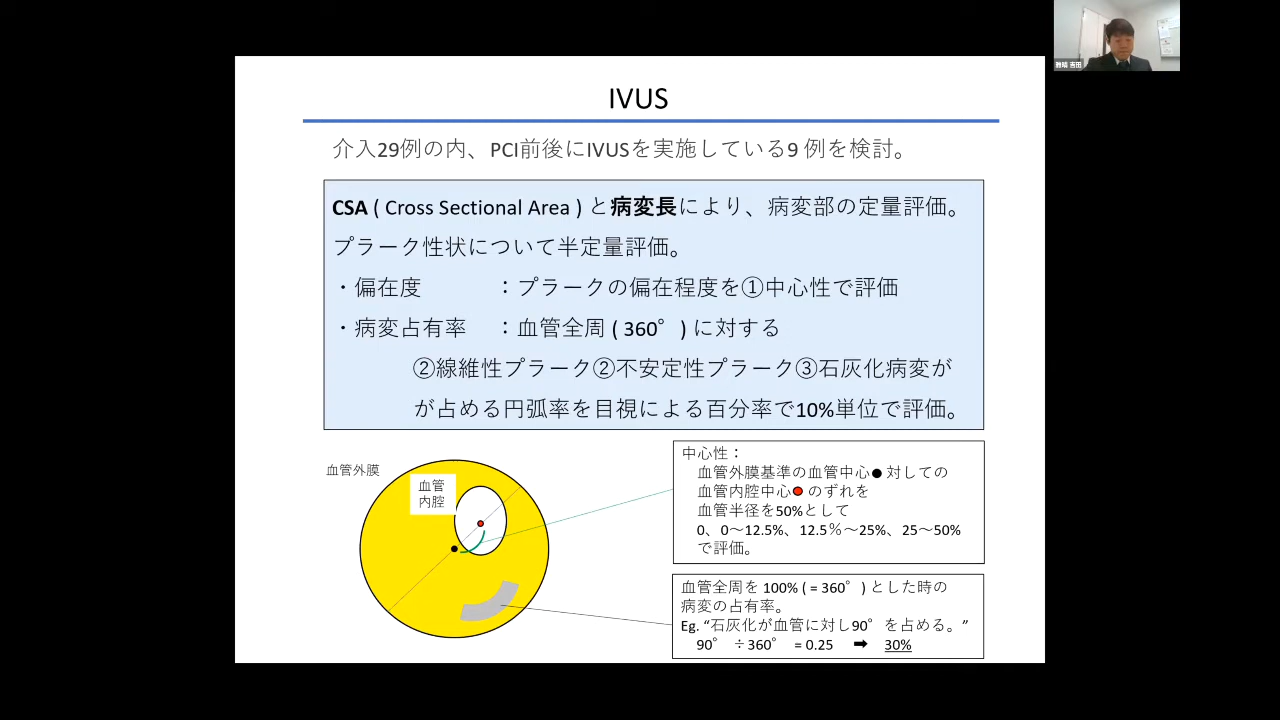 IVUS
介入29例の内、PCI前後にIVUSを実施している9 例を検討。
CSA ( Cross Sectional Area ) と病変長により、病変部の定量評価。
プラーク性状について半定量評価。
・偏在度 ：プラークの偏在程度を①中心性で評価
・病変占有率 ：血管全周 ( 360° ) に対する
②線維性プラーク②不安定性プラーク③石灰化病変が
が占める円弧率を目視による百分率で10%単位で評価。
血管外膜
血管
内腔
中心性：
血管外膜基準の血管中心● 対しての
血管内腔中心● のずれを
血管半径を50%として
0、0～12.5%、12.5％～25%、25～50%
で評価。
血管全周を 100% ( = 360° ) とした時の
病変の占有率。
Eg. “石灰化が血管に対し90° を占める。”
90° ÷360° = 0.25 ➡ 30%
雅晴 吉田